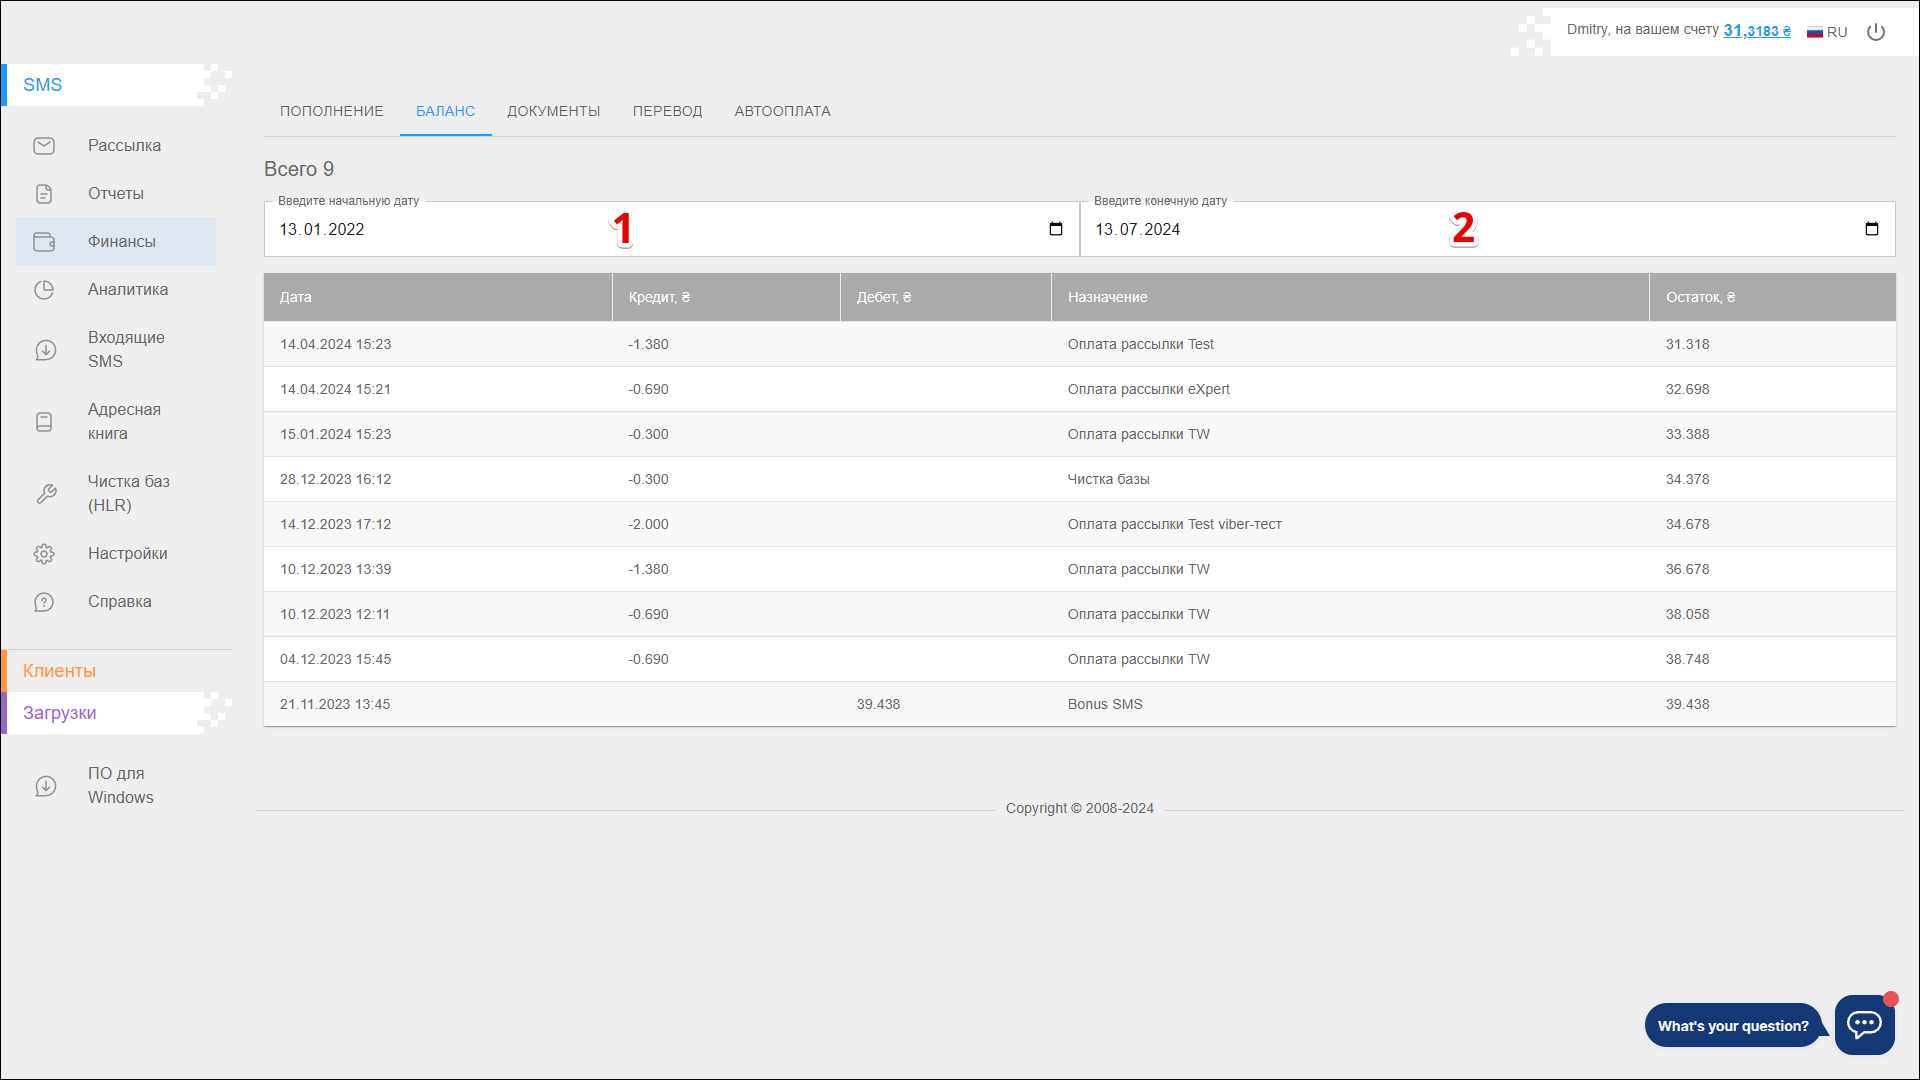 Dmitry, на вашем счету 31,3183 ₴ RU
SMS
Рассылка
Отчеты
Финансы
Аналитика
Входящие
SMS
Адресная
книга
Чистка баз
(HLR)
Настройки
Справка
Клиенты
Загрузки
ПО для
Windows
ПОПОЛНЕНИЕ БАЛАНС ДОКУМЕНТЫ ПЕРЕВОД АВТООПЛАТА
Всего 9
Введите начальную дату Введите конечную дату
13.01.2022 1 13.07.2024 2
Дата Кредит, ₴ Дебет, ₴ Назначение Остаток, ₴
14.04.2024 15:23 -1.380 Оплата рассылки Test 31.318
14.04.2024 15:21 -0.690 Оплата рассылки eXpert 32.698
15.01.2024 15:23 -0.300 Оплата рассылки TW 33.388
28.12.2023 16:12 -0.300 Чистка базы 34.378
14.12.2023 17:12 -2.000 Оплата рассылки Test viber-тест 34.678
10.12.2023 13:39 -1.380 Оплата рассылки TW 36.678
10.12.2023 12:11 -0.690 Оплата рассылки TW 38.058
04.12.2023 15:45 -0.690 Оплата рассылки TW 38.748
21.11.2023 13:45 39.438 Bonus SMS 39.438
Copyright © 2008-2024
What's your question?